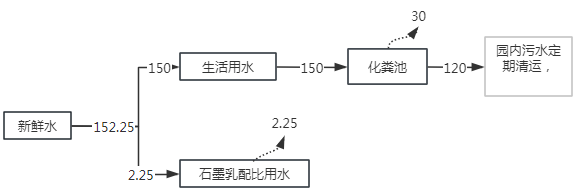 30
园内污水定
期清运，
150
生活用水
150
化粪池
120
2.25
新鲜水
152.25
2.25
石墨乳配比用水